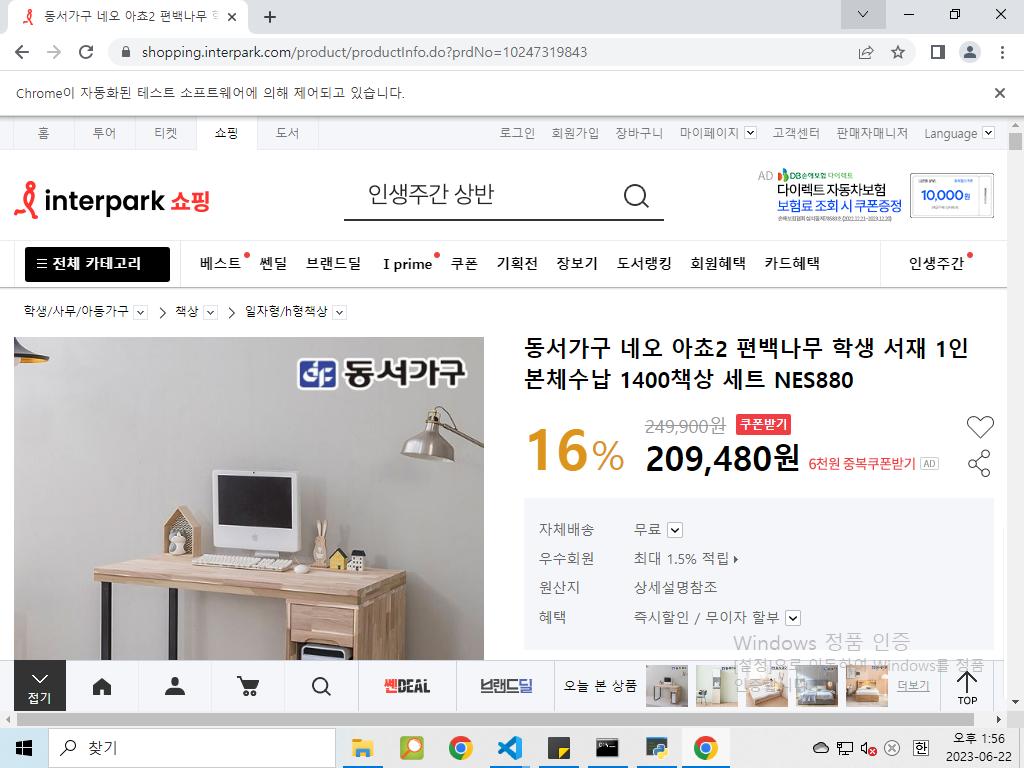 동서가구 네오 아쵸2 편백나무 학
shopping.interpark.com/product/productInfo.do?prdNo=10247319843
Chrome이 자동화된 테스트 소프트웨어에 의해 제어되고 있습니다.
홈 투어 티켓 쇼핑 도서 로그인 회원가입 장바구니 마이페이지 고객센터 판매자매니저 Language
interpark 쇼핑
인생주간 상반
AD DB손해보험 다이렉트
다이렉트 자동차보험
보험료 조회 시 쿠폰증정
10,000원
전체 카테고리 베스트 쎈딜 브랜드딜 I prime 쿠폰 기획전 장보기 도서랭킹 회원혜택 카드혜택 인생주간
학생/사무/아동가구 책상 일자형/h형책상
동서가구
동서가구 네오 아쵸2 편백나무 학생 서재 1인
본체수납 1400책상 세트 NES880
16%
249,900원 쿠폰받기
209,480원 6천원 중복쿠폰받기 AD
자체배송 무료
우수회원 최대 1.5% 적립
원산지 상세설명참조
혜택 즉시할인 / 무이자 할부
Windows 정품 인증
[설정]으로 이동하여 Windows를 정품
인증합니다.
접기
쎈DEAL
브랜드딜
오늘 본 상품
더보기
TOP
찾기
한
오후 1:56
2023-06-22